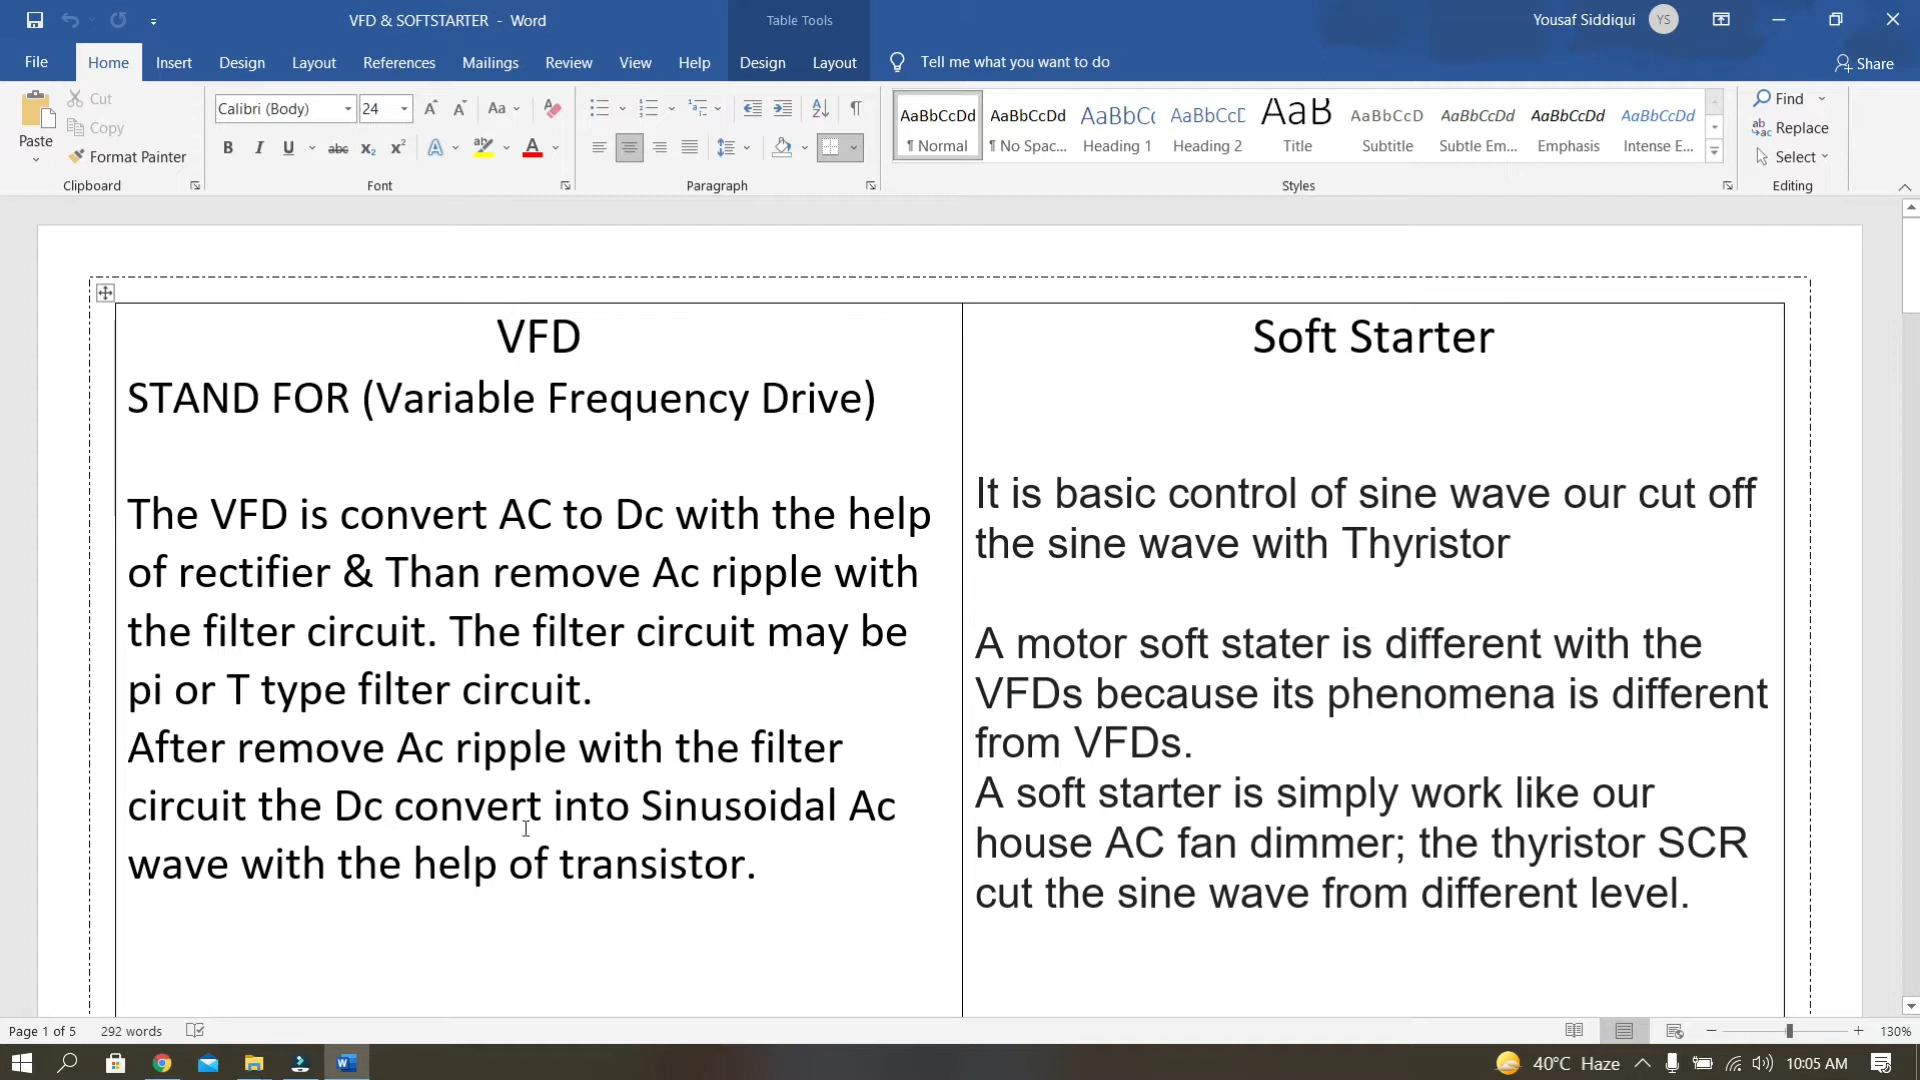 VFD & SOFTSTARTER - Word
Table Tools
Yousaf Siddiqui YS
File Home Insert Design Layout References Mailings Review View Help Design Layout Tell me what you want to do Share
Paste
Cut
Copy
Format Painter
Clipboard
Calibri (Body) 24 Aa
B I U abc x₂ x² A ab A
Font
Paragraph
AaBbCcDd AaBbCcDd AaBbCc AaBbCcE AaB AaBbCcD AaBbCcDd AaBbCcDd AaBbCcDd
¶ Normal ¶ No Spac... Heading 1 Heading 2 Title Subtitle Subtle Em... Emphasis Intense E...
Styles
Find
Replace
Select
Editing
VFD
STAND FOR (Variable Frequency Drive)
The VFD is convert AC to Dc with the help
of rectifier & Than remove Ac ripple with
the filter circuit. The filter circuit may be
pi or T type filter circuit.
After remove Ac ripple with the filter
circuit the Dc convert into Sinusoidal Ac
wave with the help of transistor.
Soft Starter
It is basic control of sine wave our cut off
the sine wave with Thyristor
A motor soft stater is different with the
VFDs because its phenomena is different
from VFDs.
A soft starter is simply work like our
house AC fan dimmer; the thyristor SCR
cut the sine wave from different level.
Page 1 of 5 292 words 130%
40°C Haze 10:05 AM